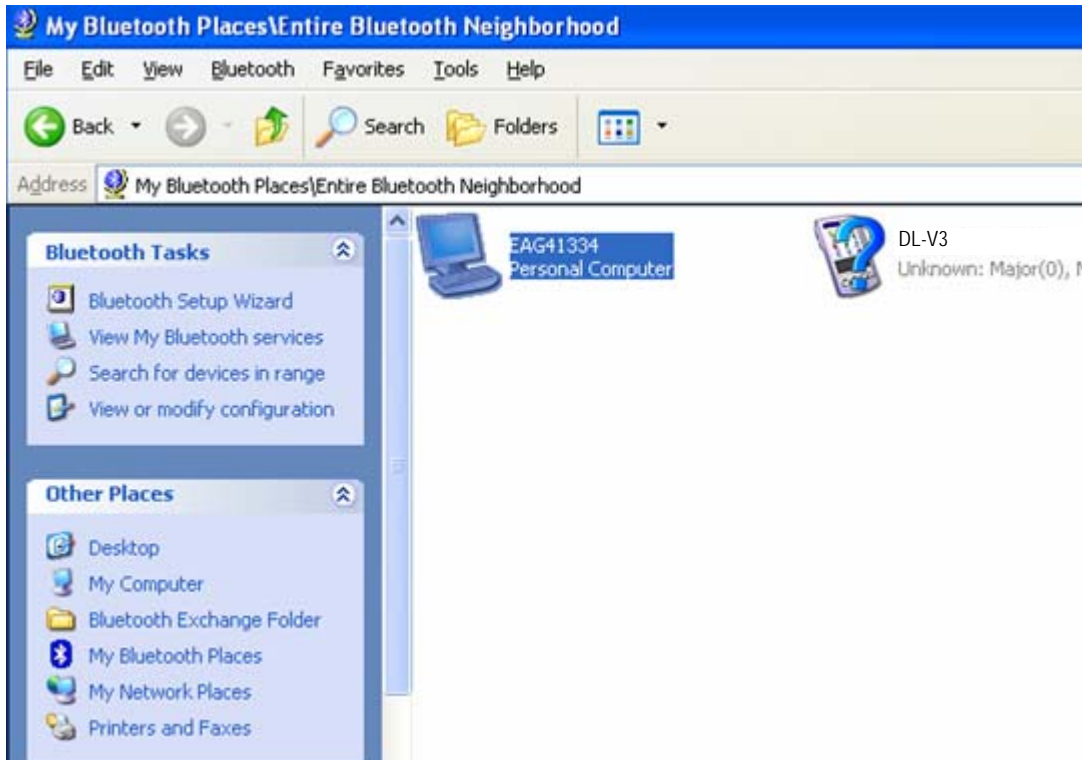 My Bluetooth Places\Entire Bluetooth Neighborhood
File Edit View Bluetooth Favorites Tools Help
Back Search Folders
Address My Bluetooth Places\Entire Bluetooth Neighborhood
Bluetooth Tasks
Bluetooth Setup Wizard
View My Bluetooth services
Search for devices in range
View or modify configuration
Other Places
Desktop
My Computer
Bluetooth Exchange Folder
My Bluetooth Places
My Network Places
Printers and Faxes
EAG41334
Personal Computer
DL-V3
Unknown: Major(0),